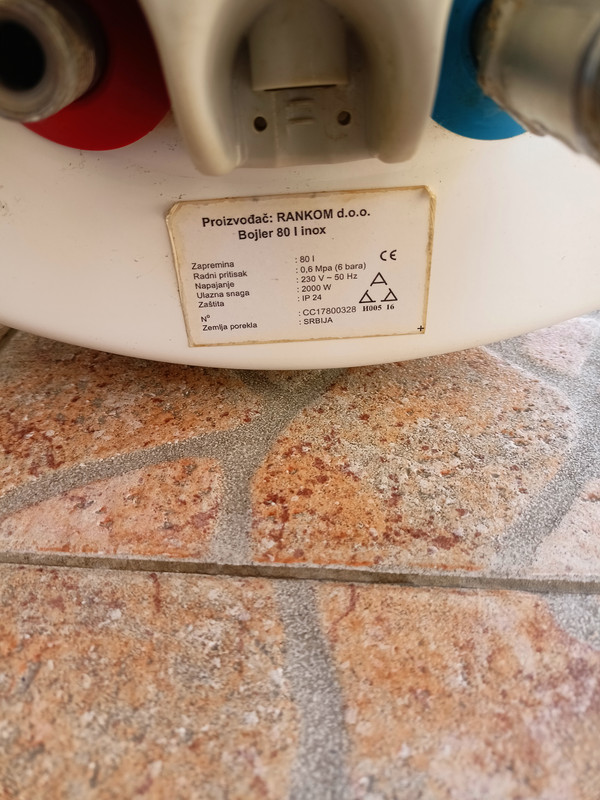 Proizvođač: RANKOM d.o.o.
Bojler 80 l inox
Zapremina : 80 l
Radni pritisak : 0,6 Mpa (6 bara)
Napajanje : 230 V ~ 50 Hz
Ulazna snaga : 2000 W
Zaštita : IP 24
CE
AAA
N° : CC17800328 H005 16
Zemlja porekla : SRBIJA